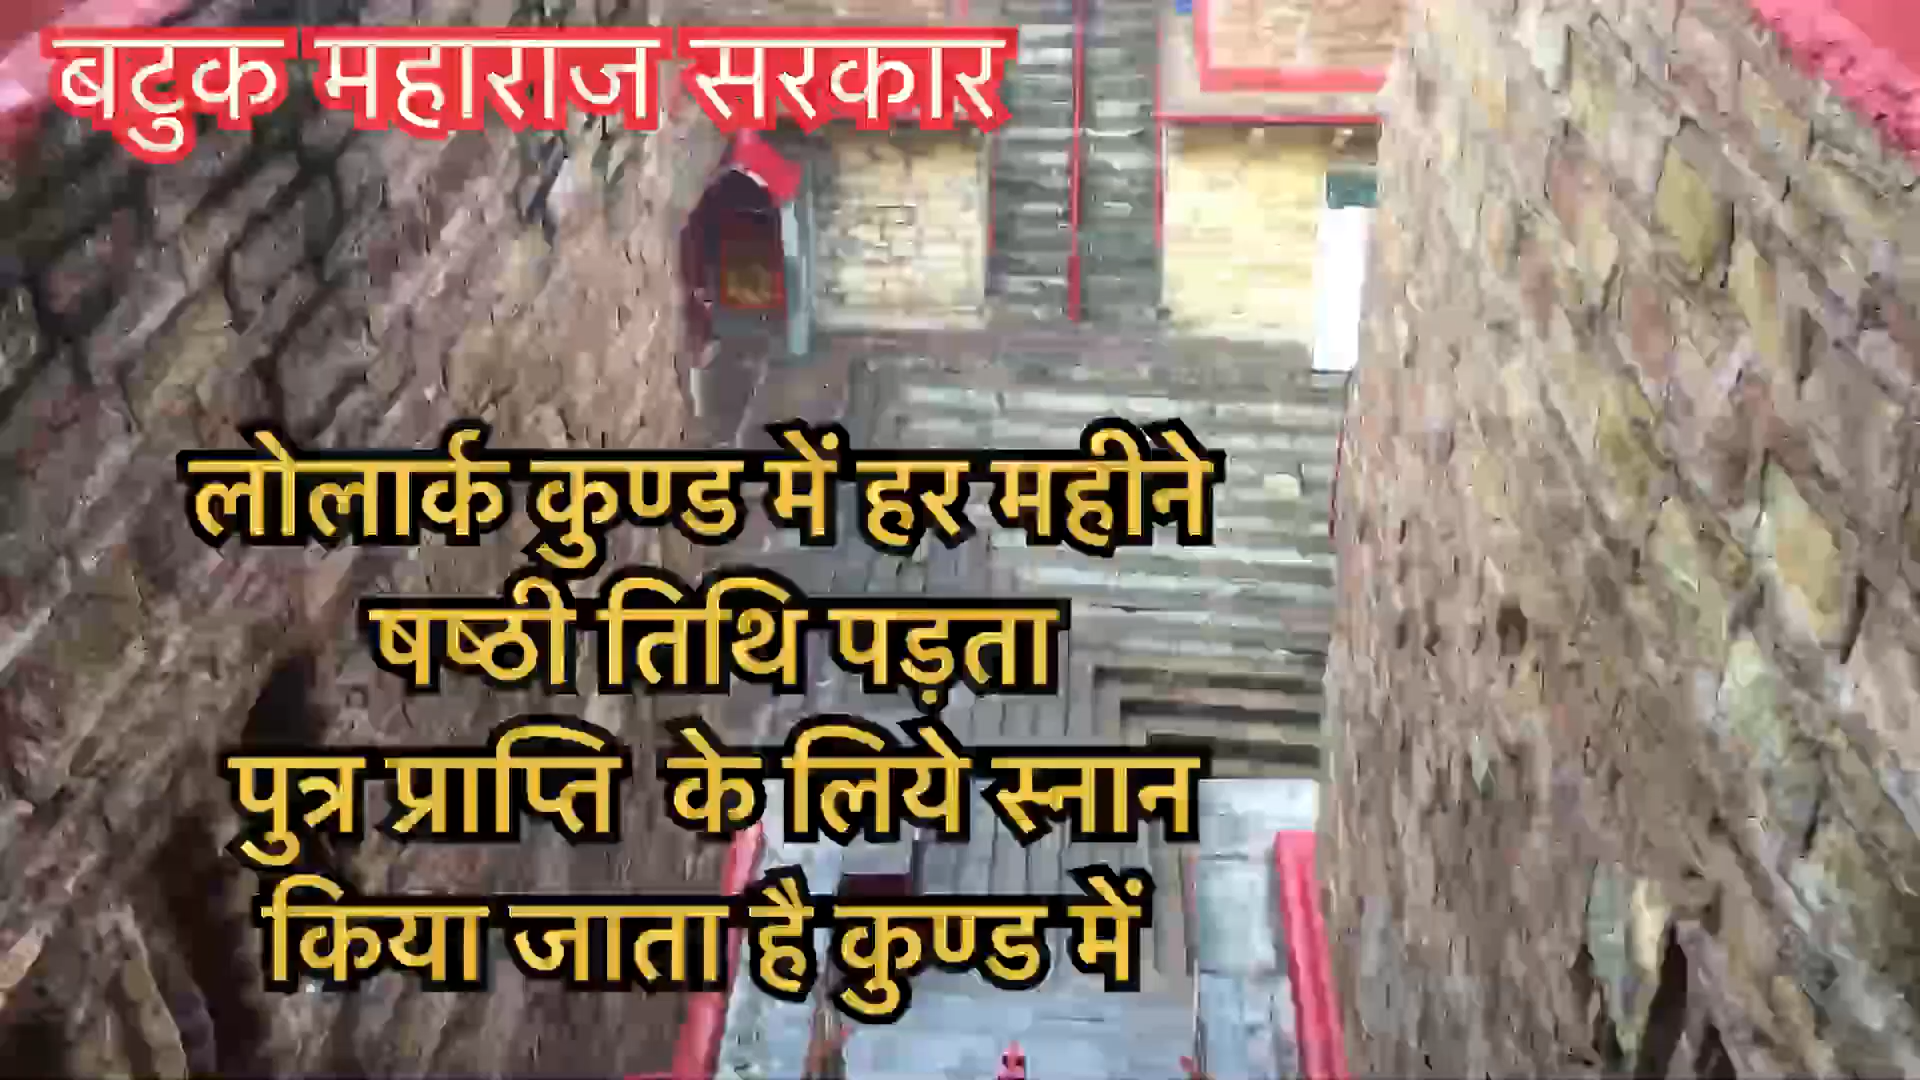 बटुक महाराज सरकार
लोलार्क कुण्ड में हर महीने
षष्ठी तिथि पड़ता
पुत्र प्राप्ति के लिये स्नान
किया जाता है कुण्ड में